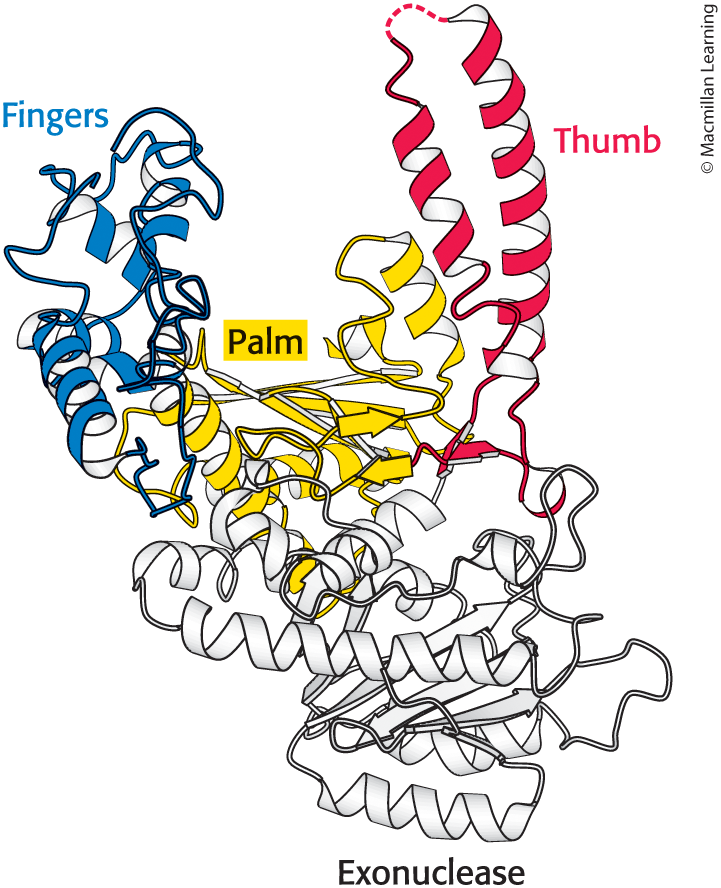 Fingers
Thumb
Palm
Exonuclease
© Macmillan Learning